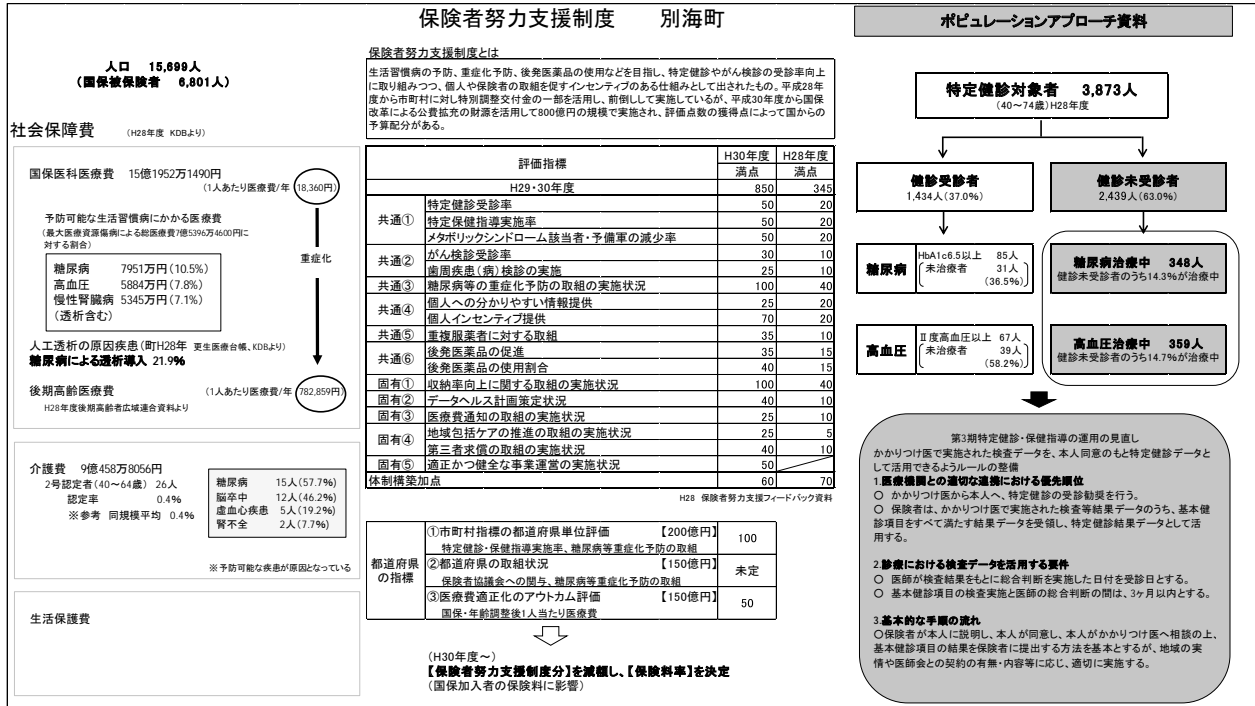 保険者努力支援制度 別海町
人口 15,699人
(国保被保険者 6,801人)
社会保障費 (H28年度 KDBより)
国保医科医療費 15億1952万1490円
(1人あたり医療費/年 18,360円)
予防可能な生活習慣病にかかる医療費
(最大医療資源傷病による総医療費7億5396万4600円に
対する割合)
糖尿病 7951万円(10.5%)
高血圧 5884万円(7.8%)
慢性腎臓病 5345万円(7.1%)
(透析含む)
重症化
人工透析の原因疾患(町H28年 更生医療台帳、KDBより)
糖尿病による透析導入 21.9%
後期高齢医療費 (1人あたり医療費/年 782,859円)
H28年度後期高齢者広域連合資料より
介護費 9億458万8056円
2号認定者(40~64歳) 26人
認定率 0.4%
※参考 同規模平均 0.4%
糖尿病 15人(57.7%)
脳卒中 12人(46.2%)
虚血心疾患 5人(19.2%)
腎不全 2人(7.7%)
※予防可能な疾患が原因となっている
生活保護費
保険者努力支援制度とは
生活習慣病の予防、重症化予防、後発医薬品の使用などを目指し、特定健診やがん検診の受診率向上
に取り組みつつ、個人や保険者の取組を促すインセンティブのある仕組みとして出されたもの。平成28年
度から市町村に対し特別調整交付金の一部を活用し、前倒しして実施しているが、平成30年度から国保
改革による公費拡充の財源を活用して800億円の規模で実施され、評価点数の獲得点によって国からの
予算配分がある。
評価指標 H30年度 H28年度
満点 満点
H29・30年度 850 345
共通① 特定健診受診率 50 20
特定保健指導実施率 50 20
メタボリックシンドローム該当者・予備軍の減少率 50 20
共通② がん検診受診率 30 10
歯周疾患(病)検診の実施 25 10
共通③ 糖尿病等の重症化予防の取組の実施状況 100 40
共通④ 個人への分かりやすい情報提供 25 20
個人インセンティブ提供 70 20
共通⑤ 重複服薬者に対する取組 35 10
共通⑥ 後発医薬品の促進 35 15
後発医薬品の使用割合 40 15
固有① 収納率向上に関する取組の実施状況 100 40
固有② データヘルス計画策定状況 40 10
固有③ 医療費通知の取組の実施状況 25 10
固有④ 地域包括ケアの推進の取組の実施状況 25 5
第三者求償の取組の実施状況 40 10
固有⑤ 適正かつ健全な事業運営の実施状況 50
体制構築加点 60 70
H28 保険者努力支援フィードバック資料
都道府県
の指標
①市町村指標の都道府県単位評価 【200億円】 100
特定健診・保健指導実施率、糖尿病等重症化予防の取組
②都道府県の取組状況 【150億円】 未定
保険者協議会への関与、糖尿病等重症化予防の取組
③医療費適正化のアウトカム評価 【150億円】 50
国保・年齢調整後1人当たり医療費
(H30年度~)
【保険者努力支援制度分】を減額し、【保険料率】を決定
(国保加入者の保険料に影響)
ポピュレーションアプローチ資料
特定健診対象者 3,873人
(40~74歳)H28年度
健診受診者
1,434人(37.0%)
健診未受診者
2,439人(63.0%)
糖尿病
HbA1c6.5以上 85人
未治療者 31人
(36.5%)
糖尿病治療中 348人
健診未受診者のうち14.3%が治療中
高血圧
Ⅱ度高血圧以上 67人
未治療者 39人
(58.2%)
高血圧治療中 359人
健診未受診者のうち14.7%が治療中
第3期特定健診・保健指導の運用の見直し
かかりつけ医で実施された検査データを、本人同意のもと特定健診データと
して活用できるようルールの整備
1.医療機関との適切な連携における優先順位
○ かかりつけ医から本人へ、特定健診の受診勧奨を行う。
○ 保険者は、かかりつけ医で実施された検査等結果データのうち、基本健
診項目をすべて満たす結果データを受領し、特定健診結果データとして活
用する。
2.診療における検査データを活用する要件
○ 医師が検査結果をもとに総合判断を実施した日付を受診日とする。
○ 基本健診項目の検査実施と医師の総合判断の間は、3ヶ月以内とする。
3.基本的な手順の流れ
○保険者が本人に説明し、本人が同意し、本人がかかりつけ医へ相談の上、
基本健診項目の結果を保険者に提出する方法を基本とするが、地域の実
情や医師会との契約の有無・内容等に応じ、適切に実施する。